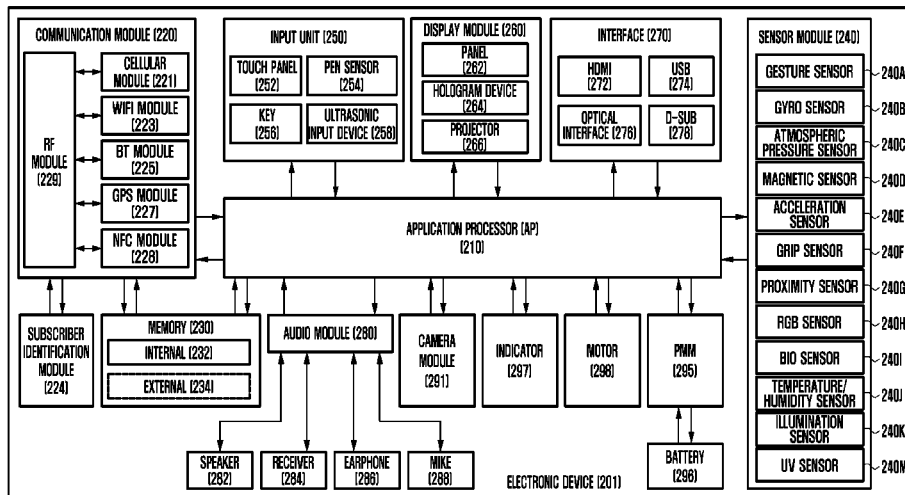 COMMUNICATION MODULE (220)
RF
MODULE
(229)
CELLULAR
MODULE (221)
WIFI MODULE
(223)
BT MODULE
(225)
GPS MODULE
(227)
NFC MODULE
(228)
INPUT UNIT (250)
TOUCH PANEL
(252)
PEN SENSOR
(254)
KEY
(256)
ULTRASONIC
INPUT DEVICE (258)
DISPLAY MODULE (260)
PANEL
(262)
HOLOGRAM DEVICE
(264)
PROJECTOR
(266)
INTERFACE (270)
HDMI
(272)
USB
(274)
OPTICAL
INTERFACE (276)
D-SUB
(278)
SENSOR MODULE (240)
GESTURE SENSOR
240A
GYRO SENSOR
240B
ATMOSPHERIC
PRESSURE SENSOR
240C
MAGNETIC SENSOR
240D
ACCELERATION
SENSOR
240E
GRIP SENSOR
240F
PROXIMITY SENSOR
240G
RGB SENSOR
240H
BIO SENSOR
240I
TEMPERATURE/
HUMIDITY SENSOR
240J
ILLUMINATION
SENSOR
240K
UV SENSOR
240M
APPLICATION PROCESSOR (AP)
(210)
SUBSCRIBER
IDENTIFICATION
MODULE
(224)
MEMORY (230)
INTERNAL (232)
EXTERNAL (234)
AUDIO MODULE (280)
CAMERA
MODULE
(291)
INDICATOR
(297)
MOTOR
(298)
PMM
(295)
SPEAKER
(282)
RECEIVER
(284)
EARPHONE
(286)
MIKE
(288)
BATTERY
(296)
ELECTRONIC DEVICE (201)